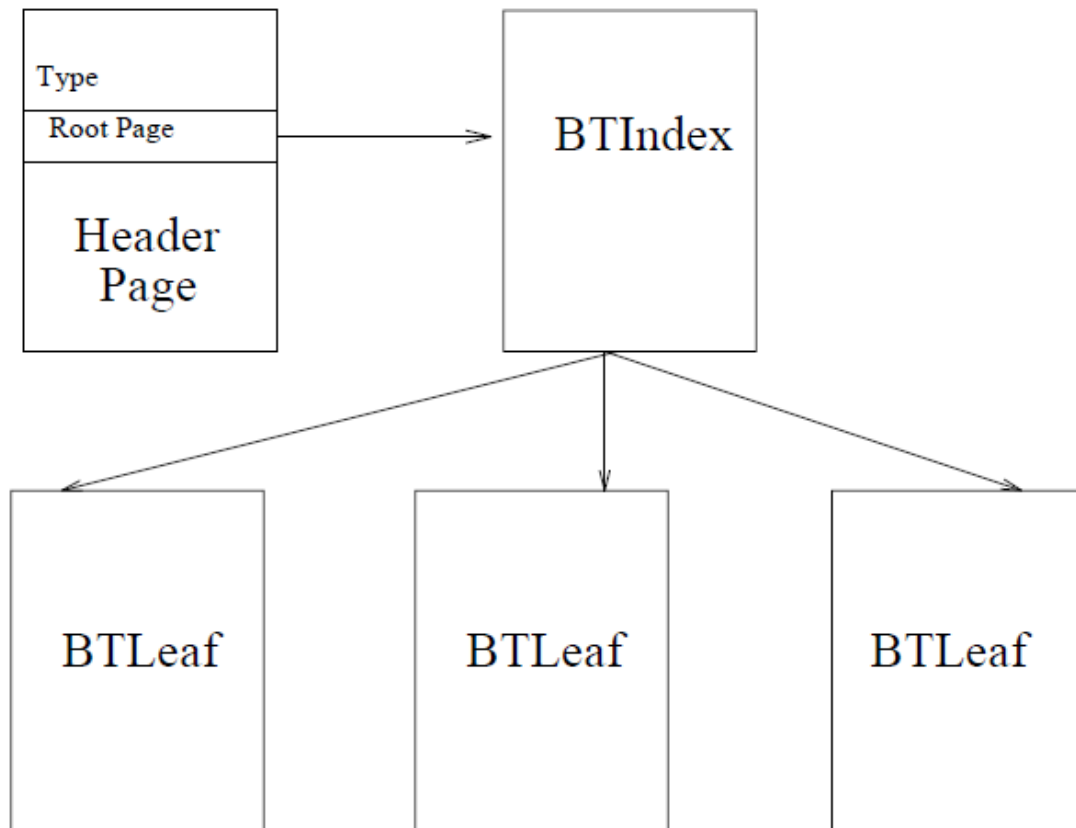 Type
Root Page
Header
Page
BTIndex
BTLeaf
BTLeaf
BTLeaf